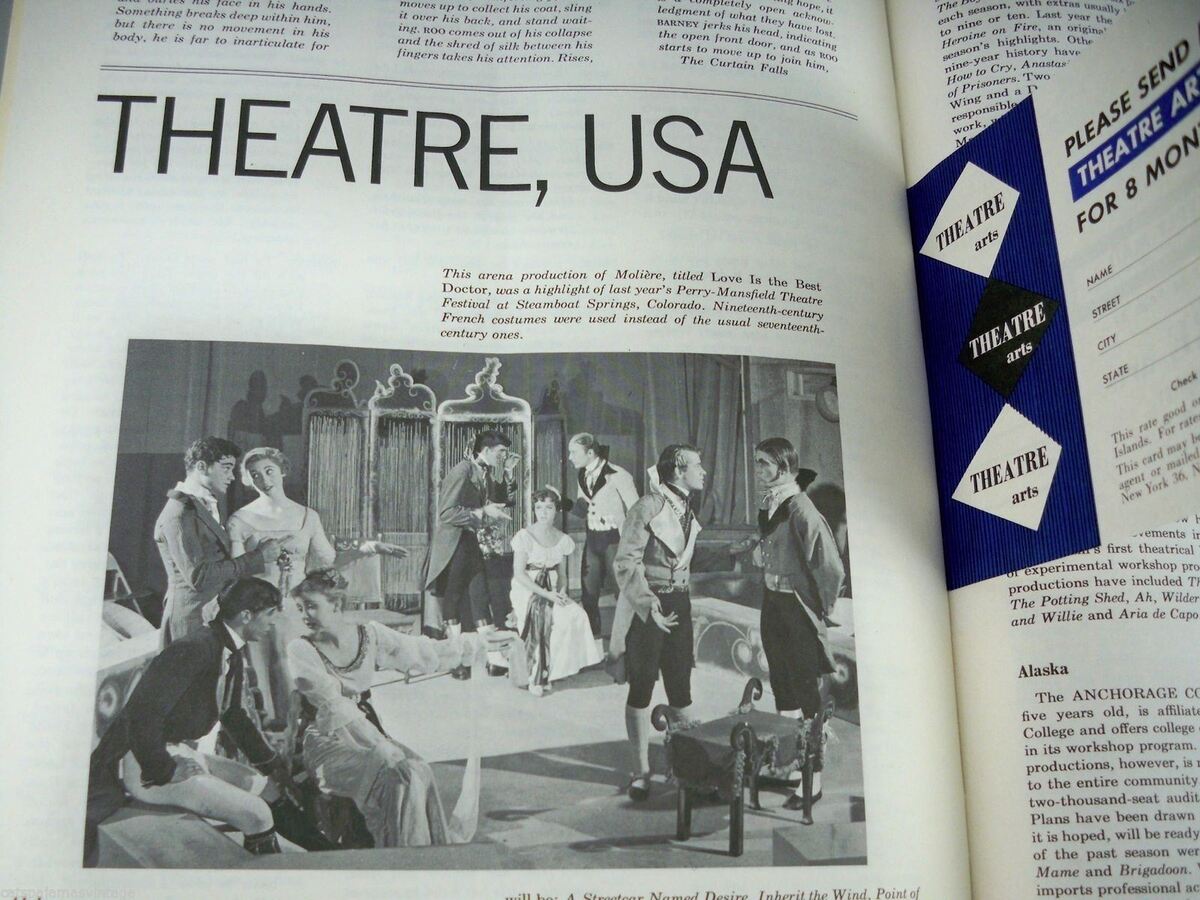 and buries his face in his hands.
Something breaks deep within him,
but there is no movement in his
body, he is far to inarticulate for
moves up to collect his coat, sling
it over his back, and stand wait-
ing. ROO comes out of his collapse
and the shred of silk between his
fingers takes his attention. Rises,
is a completely open acknow-
ledgment of what they have lost.
BARNEY jerks his head, indicating
the open front door, and as ROO
starts to move up to join him,
The Curtain Falls
THEATRE, USA
This arena production of Molière, titled Love Is the Best
Doctor, was a highlight of last year's Perry-Mansfield Theatre
Festival at Steamboat Springs, Colorado. Nineteenth-century
French costumes were used instead of the usual seventeenth-
century ones.
will be: A Streetcar Named Desire, Inherit the Wind, Point of
each season, with extras usually
to nine or ten. Last year the
Heroine on Fire, an original
season's highlights.
nine-year history have
How to Cry,
of Prisoners. Two
Wing and a
responsible
work,
THEATRE
arts
THEATRE
arts
THEATRE
arts
PLEASE SEND
THEATRE AR
FOR 8 MON
NAME
STREET
CITY
STATE
Check
This rate good
Islands. For rates
This card may be
agent or mailed
New York 36,
first theatrical
of experimental workshop pro
productions have included
The Potting Shed, Ah, Wilder
and Willie and Aria de Capo
Alaska
The ANCHORAGE CO
five years old, is affiliate
College and offers college
in its workshop program.
productions, however, is
to the entire community
two-thousand-seat audit
Plans have been drawn
it is hoped, will be ready
of the past season wer
Mame and Brigadoon.
imports professional ac